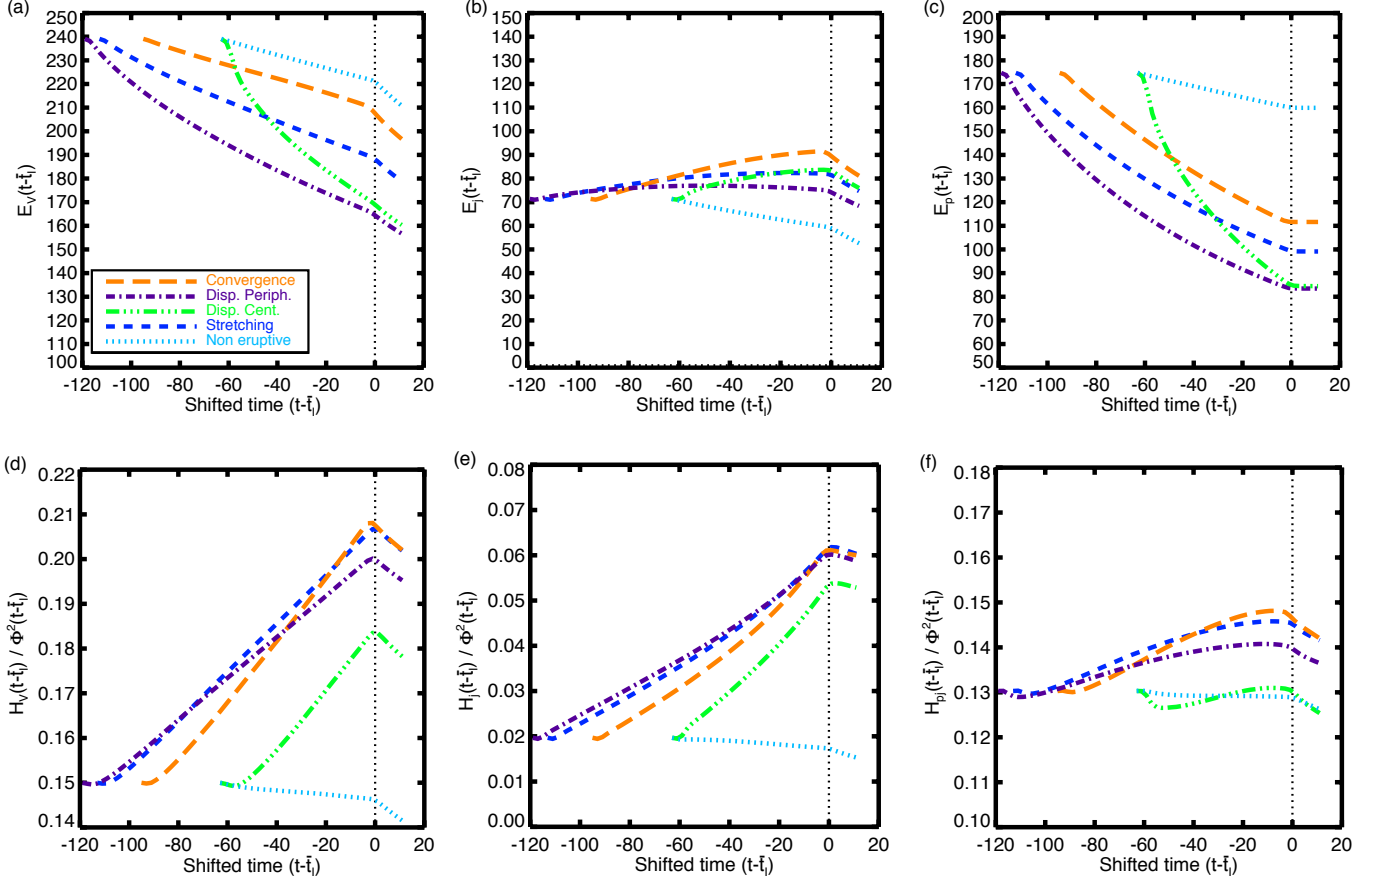 (a)
250
240
230
220
210
200
190
180
170
160
150
140
130
120
110
100
E_v(t-t̄_l)
Convergence
Disp. Periph.
Disp. Cent.
Stretching
Non eruptive
-120 -100 -80 -60 -40 -20 0 20
Shifted time (t-t̄_l)
(b)
150
140
130
120
110
100
90
80
70
60
50
40
30
20
10
0
E_j(t-t̄_l)
-120 -100 -80 -60 -40 -20 0 20
Shifted time (t-t̄_l)
(c)
200
190
180
170
160
150
140
130
120
110
100
90
80
70
60
50
E_p(t-t̄_l)
-120 -100 -80 -60 -40 -20 0 20
Shifted time (t-t̄_l)
(d)
0.22
0.21
0.20
0.19
0.18
0.17
0.16
0.15
0.14
H_v(t-t̄_l) / Φ²(t-t̄_l)
-120 -100 -80 -60 -40 -20 0 20
Shifted time (t-t̄_l)
(e)
0.08
0.07
0.06
0.05
0.04
0.03
0.02
0.01
0.00
H_j(t-t̄_l) / Φ²(t-t̄_l)
-120 -100 -80 -60 -40 -20 0 20
Shifted time (t-t̄_l)
(f)
0.18
0.17
0.16
0.15
0.14
0.13
0.12
0.11
0.10
H_pj(t-t̄_l) / Φ²(t-t̄_l)
-120 -100 -80 -60 -40 -20 0 20
Shifted time (t-t̄_l)